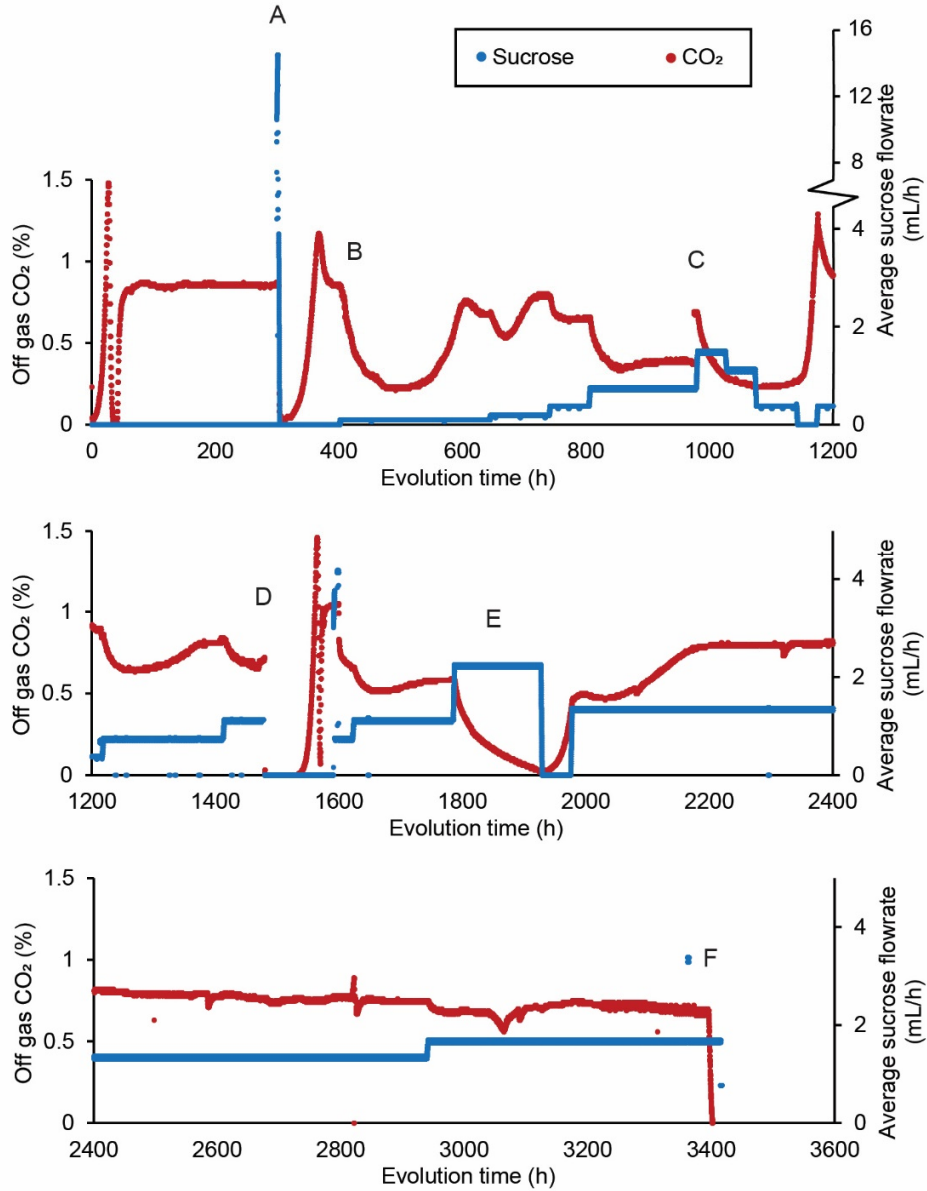 A
Sucrose CO₂
16
12
8
4
2
0
Average sucrose flowrate
(mL/h)
1.5
1
0.5
0
Off gas CO₂ (%)
B
C
0 200 400 600 800 1000 1200
Evolution time (h)
1.5
1
0.5
0
Off gas CO₂ (%)
D
E
4
2
0
Average sucrose flowrate
(mL/h)
1200 1400 1600 1800 2000 2200 2400
Evolution time (h)
1.5
1
0.5
0
Off gas CO₂ (%)
F
4
2
0
Average sucrose flowrate
(mL/h)
2400 2600 2800 3000 3200 3400 3600
Evolution time (h)